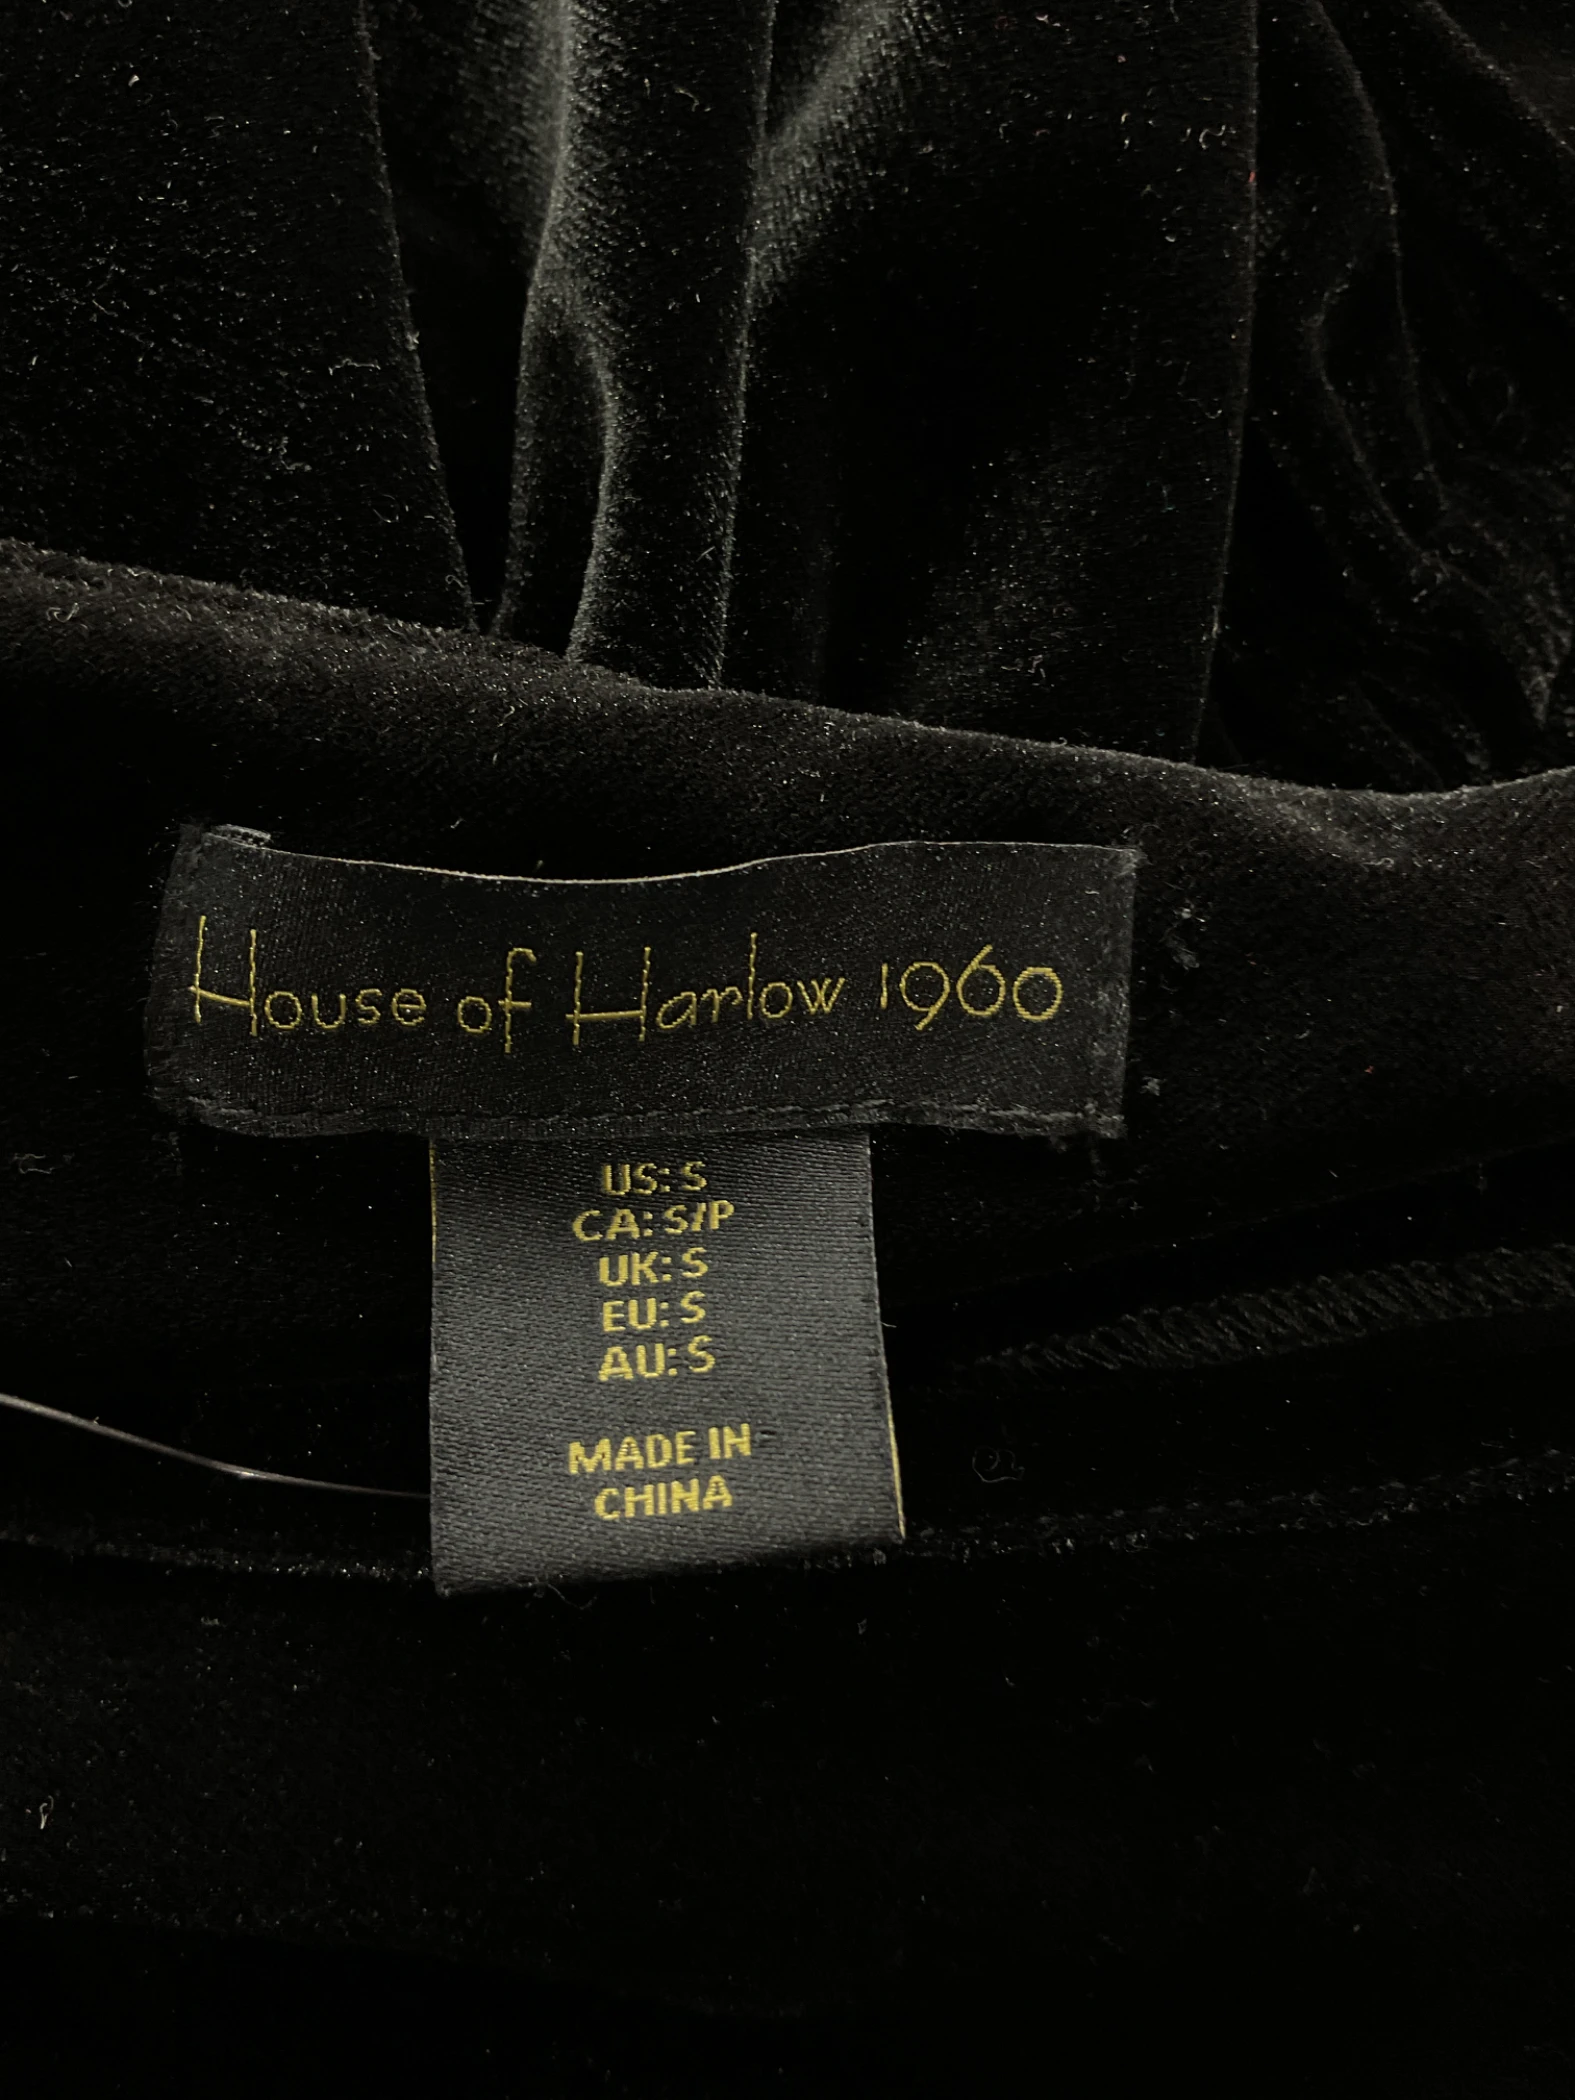 House of Harlow 1960
US: S
CA: S/P
UK: S
EU: S
AU: S
MADE IN
CHINA